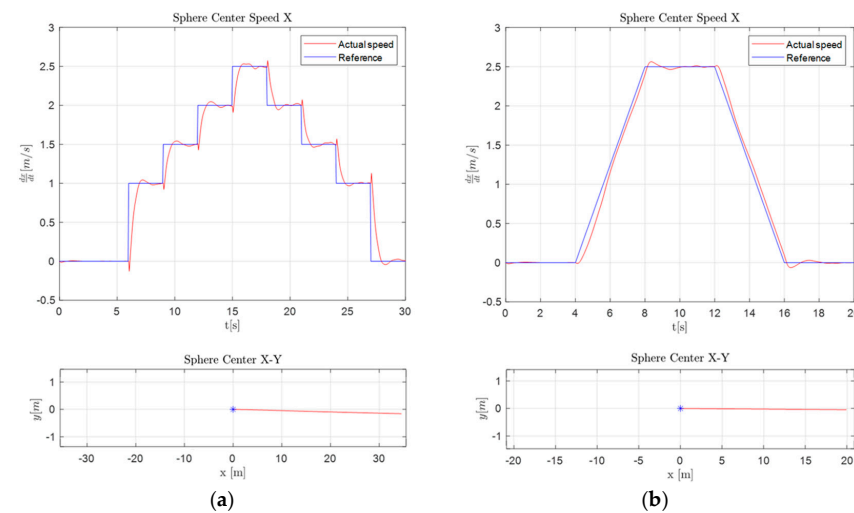 Sphere Center Speed X
Actual speed
Reference
2.5
2
1.5
1
0.5
0
-0.5
dx/dt [m/s]
0 5 10 15 20 25 30
t[s]
Sphere Center X-Y
1
0
-1
y[m]
-30 -20 -10 0 10 20 30
x [m]
(a)
Sphere Center Speed X
Actual speed
Reference
3
2.5
2
1.5
1
0.5
0
-0.5
dx/dt [m/s]
0 2 4 6 8 10 12 14 16 18 20
t[s]
Sphere Center X-Y
1
0
-1
y[m]
-20 -15 -10 -5 0 5 10 15 20
x [m]
(b)